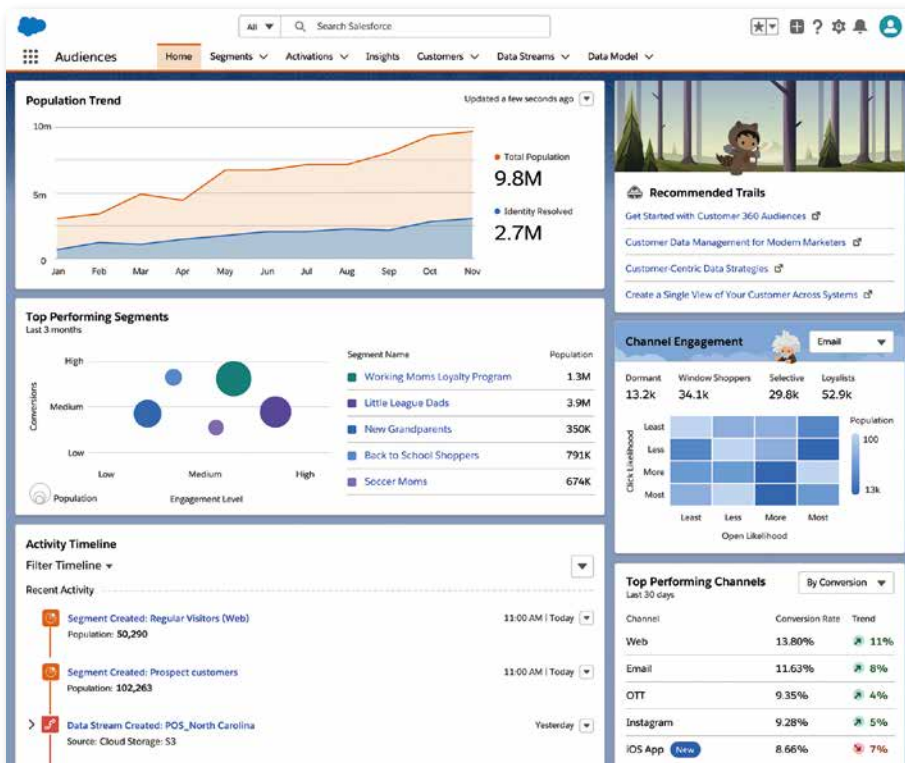 All
Search Salesforce
Audiences
Home
Segments
Activations
Insights
Customers
Data Streams
Data Model
Population Trend
Updated a few seconds ago
10m
5m
0
Jan Feb Mar Apr May Jun Jul Aug Sep Oct Nov
Total Population
9.8M
Identity Resolved
2.7M
Recommended Trails
Get Started with Customer 360 Audiences
Customer Data Management for Modern Marketers
Customer-Centric Data Strategies
Create a Single View of Your Customer Across Systems
Top Performing Segments
Last 3 months
Conversions
High
Medium
Low
Low Medium High
Population
Engagement Level
Segment Name Population
Working Moms Loyalty Program 1.3M
Little League Dads 3.9M
New Grandparents 350K
Back to School Shoppers 791K
Soccer Moms 674K
Channel Engagement
Email
Dormant Window Shoppers Selective Loyalists
13.2k 34.1k 29.8k 52.9k
Click Likelihood
Least
Less
More
Most
Least Less More Most
Open Likelihood
Population
100
13k
Activity Timeline
Filter Timeline
Recent Activity
Segment Created: Regular Visitors (Web) 11:00 AM | Today
Population: 50,290
Segment Created: Prospect customers 11:00 AM | Today
Population: 102,263
Data Stream Created: POS_North Carolina Yesterday
Source: Cloud Storage: S3
Top Performing Channels
By Conversion
Last 30 days
Channel Conversion Rate Trend
Web 13.80% 11%
Email 11.63% 8%
OTT 9.35% 4%
Instagram 9.28% 5%
iOS App New 8.66% 7%